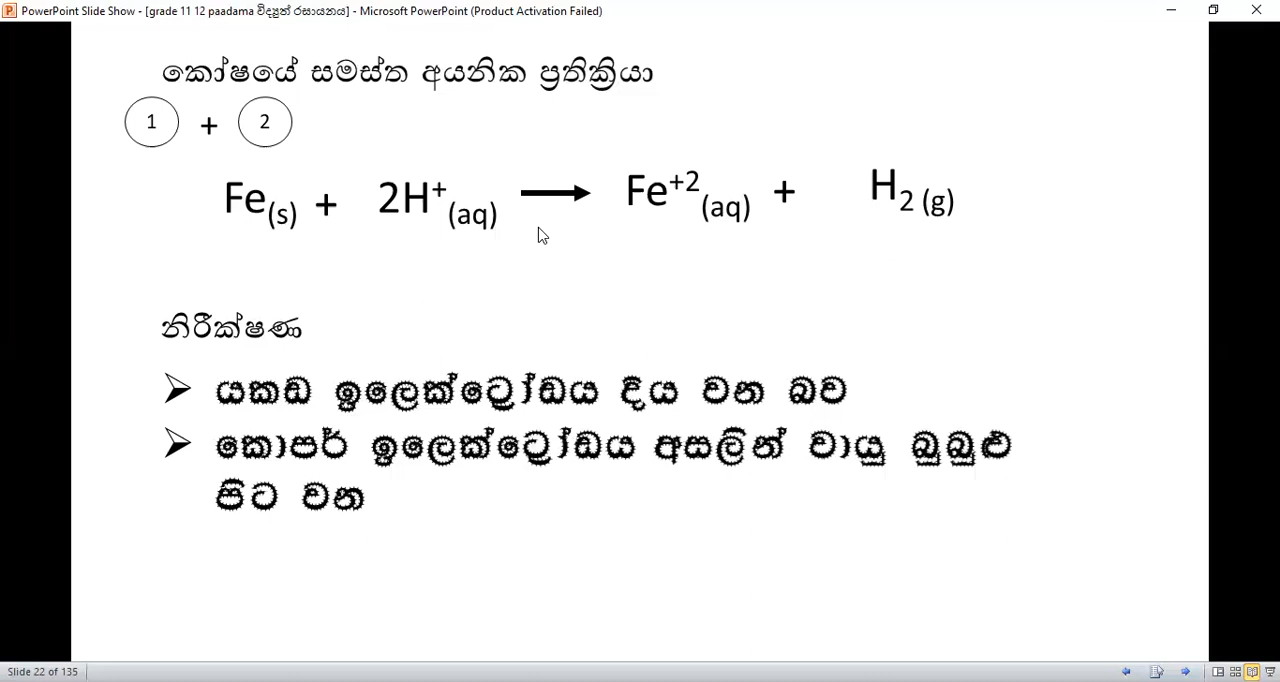 PowerPoint Slide Show - [grade 11 12 paadama විද්‍යුත් රසායනය] - Microsoft PowerPoint (Product Activation Failed)
කෝෂයේ සමස්ත අයනික ප්‍රතික්‍රියා
1 + 2
Fe(s) + 2H⁺(aq) → Fe⁺²(aq) + H₂ (g)
නිරීක්ෂණ
➢ යකඩ ඉලෙක්ට්‍රෝඩය දිය වන බව
➢ කොපර් ඉලෙක්ට්‍රෝඩය අසලින් වායු බුබුළු
පිට වන
Slide 22 of 135